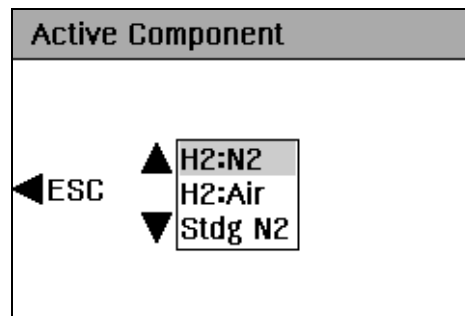 Active Component
H2:N2
H2:Air
Stdg N2
ESC